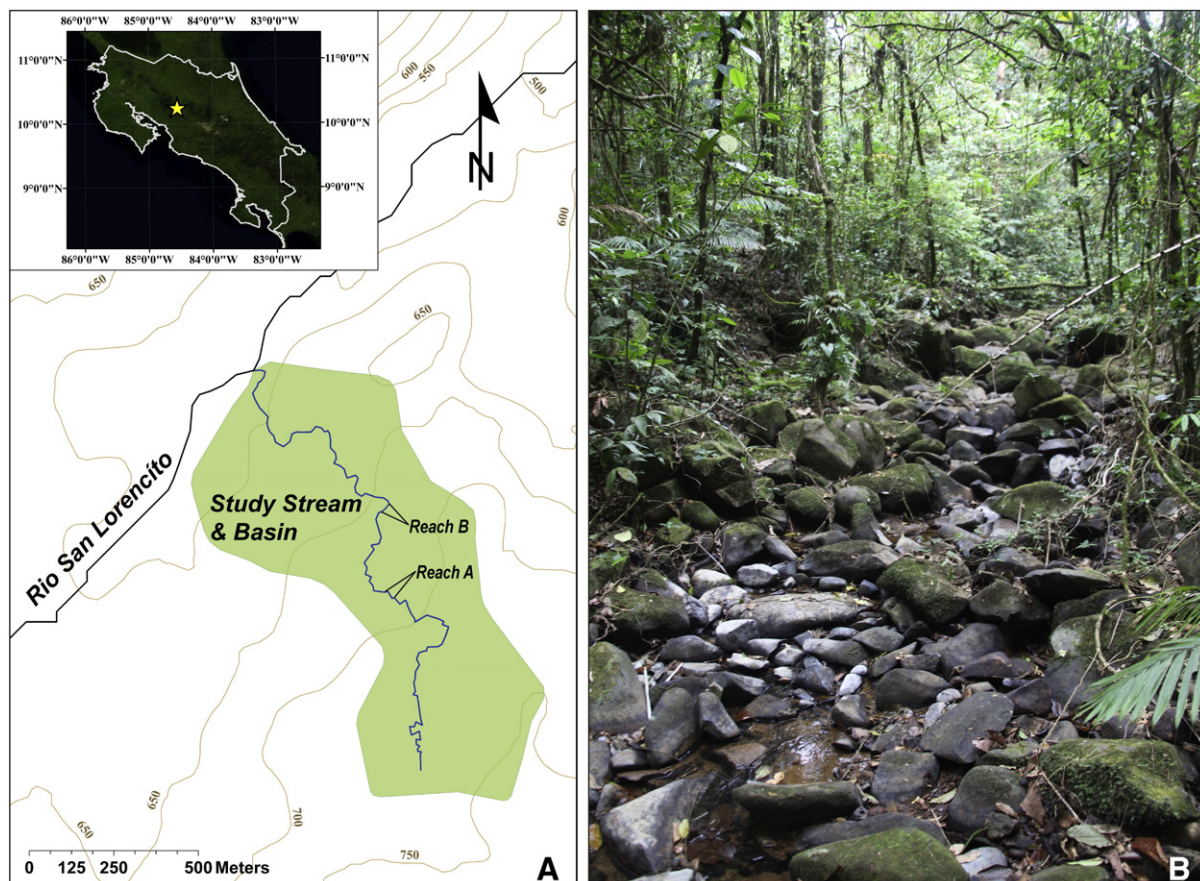 86°0'0"W 85°0'0"W 84°0'0"W 83°0'0"W
11°0'0"N 11°0'0"N
10°0'0"N 10°0'0"N
9°0'0"N 9°0'0"N
86°0'0"W 85°0'0"W 84°0'0"W 83°0'0"W
600
550
500
N
600
650
650
Rio San Lorencíto
Study Stream
& Basin
Reach B
Reach A
650
700
650
750
0 125 250 500 Meters
A
B